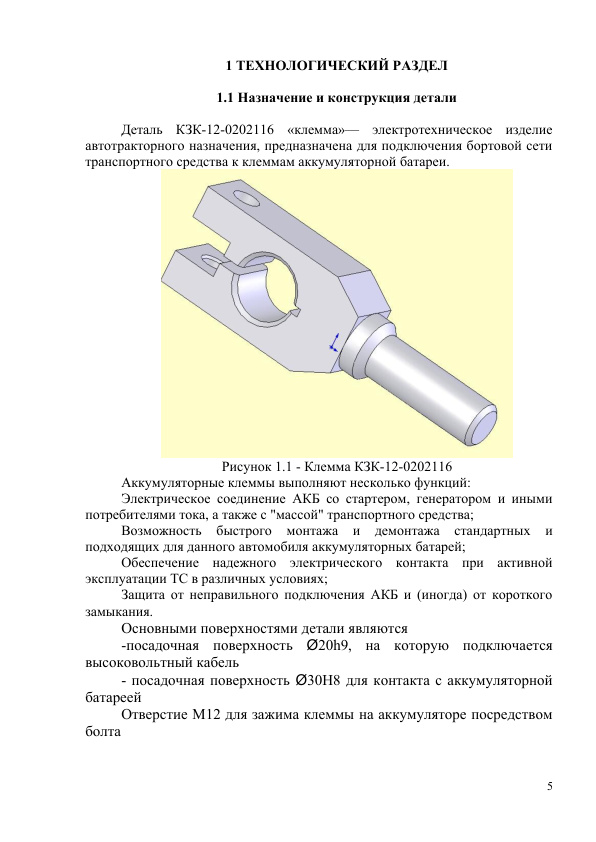 1 ТЕХНОЛОГИЧЕСКИЙ РАЗДЕЛ
1.1 Назначение и конструкция детали
Деталь КЗК-12-0202116 «клемма»— электротехническое изделие
автотракторного назначения, предназначена для подключения бортовой сети
транспортного средства к клеммам аккумуляторной батареи.
Рисунок 1.1 - Клемма КЗК-12-0202116
Аккумуляторные клеммы выполняют несколько функций:
Электрическое соединение АКБ со стартером, генератором и иными
потребителями тока, а также с "массой" транспортного средства;
Возможность быстрого монтажа и демонтажа стандартных и
подходящих для данного автомобиля аккумуляторных батарей;
Обеспечение надежного электрического контакта при активной
эксплуатации ТС в различных условиях;
Защита от неправильного подключения АКБ и (иногда) от короткого
замыкания.
Основными поверхностями детали являются
-посадочная поверхность Ø20h9, на которую подключается
высоковольтный кабель
- посадочная поверхность Ø30H8 для контакта с аккумуляторной
батареей
Отверстие М12 для зажима клеммы на аккумуляторе посредством
болта
5